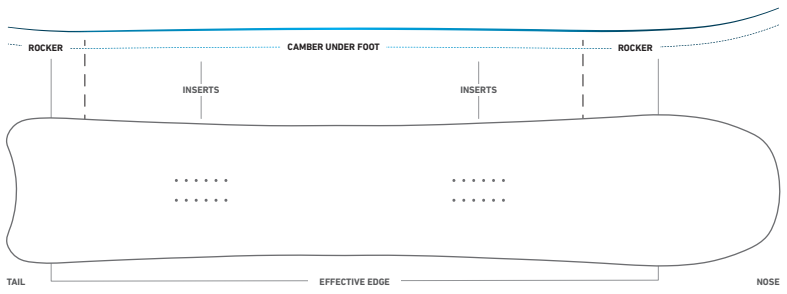 ROCKER CAMBER UNDER FOOT ROCKER
INSERTS INSERTS
TAIL EFFECTIVE EDGE NOSE